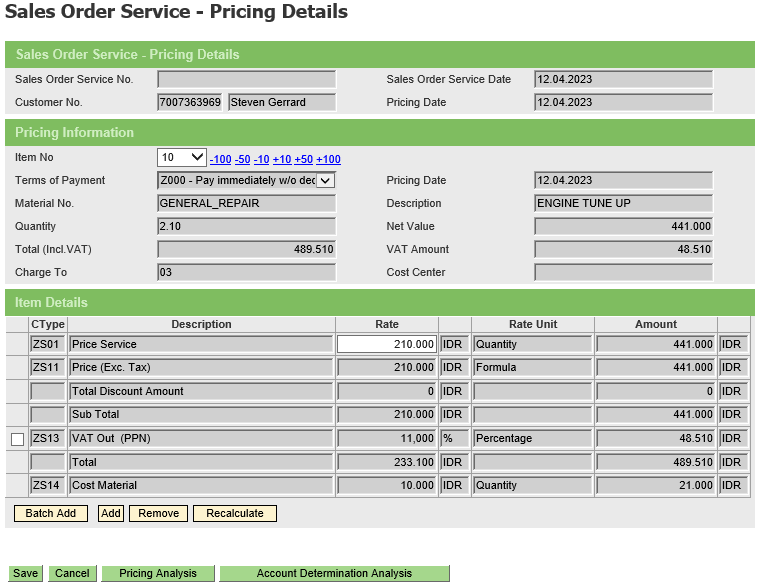 Sales Order Service - Pricing Details
Sales Order Service - Pricing Details
Sales Order Service No. Sales Order Service Date 12.04.2023
Customer No. 7007363969 Steven Gerrard Pricing Date 12.04.2023
Pricing Information
Item No 10 -100 -50 -10 +10 +50 +100
Terms of Payment Z000 - Pay immediately w/o dec Pricing Date 12.04.2023
Material No. GENERAL_REPAIR Description ENGINE TUNE UP
Quantity 2.10 Net Value 441.000
Total (Incl.VAT) 489.510 VAT Amount 48.510
Charge To 03 Cost Center
Item Details
CType Description Rate Rate Unit Amount
ZS01 Price Service 210.000 IDR Quantity 441.000 IDR
ZS11 Price (Exc. Tax) 210.000 IDR Formula 441.000 IDR
Total Discount Amount 0 IDR 0 IDR
Sub Total 210.000 IDR 441.000 IDR
ZS13 VAT Out (PPN) 11,000 % Percentage 48.510 IDR
Total 233.100 IDR 489.510 IDR
ZS14 Cost Material 10.000 IDR Quantity 21.000 IDR
Batch Add Add Remove Recalculate
Save Cancel Pricing Analysis Account Determination Analysis